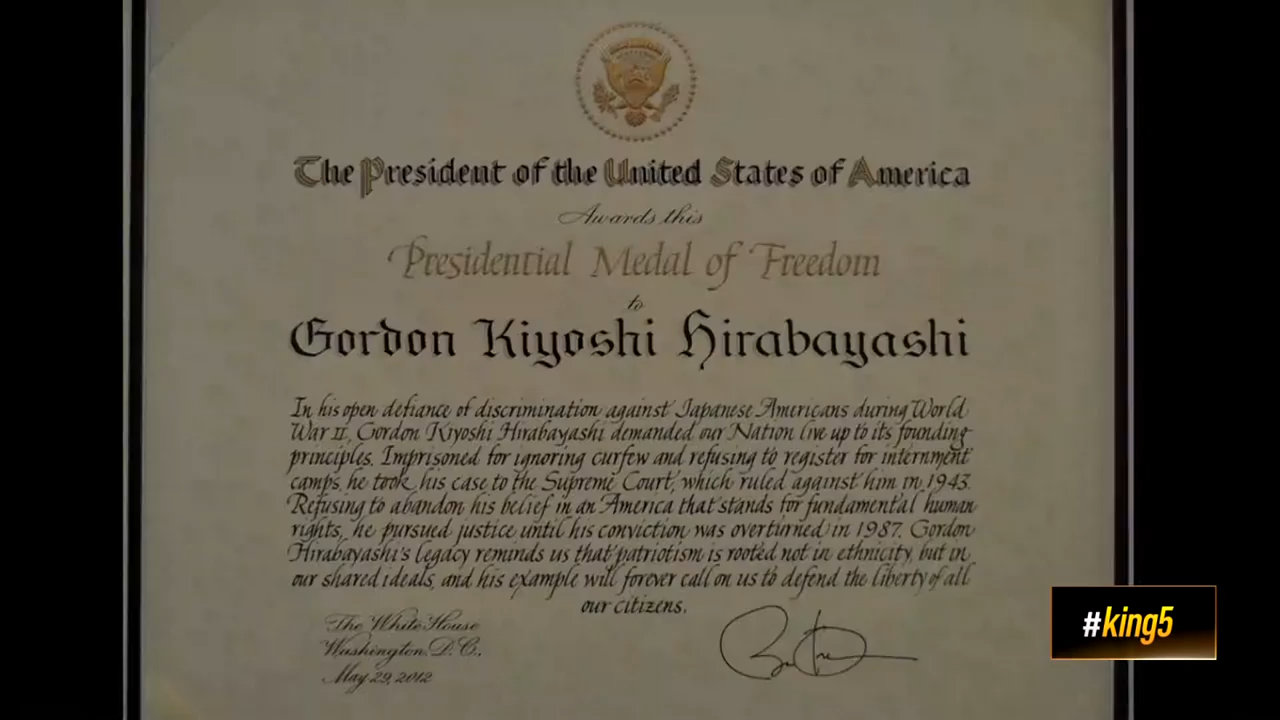 The President of the United States of America
Awards this
Presidential Medal of Freedom
to
Gordon Kiyoshi Hirabayashi
In his open defiance of discrimination against Japanese Americans during World
War II, Gordon Kiyoshi Hirabayashi demanded our Nation live up to its founding
principles. Imprisoned for ignoring curfew and refusing to register for internment
camps, he took his case to the Supreme Court, which ruled against him in 1943.
Refusing to abandon his belief in an America that stands for fundamental human
rights, he pursued justice until his conviction was overturned in 1987. Gordon
Hirabayashi's legacy reminds us that patriotism is rooted not in ethnicity, but in
our shared ideals, and his example will forever call on us to defend the liberty of all
our citizens.
The White House
Washington, D.C.,
May 29, 2012
#king5